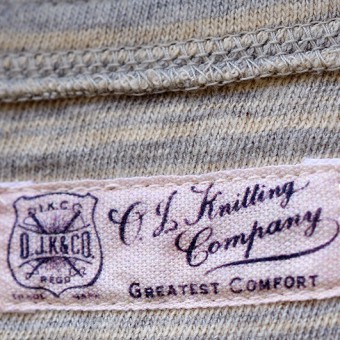 O.J.K.C.O.
O.J.K&CO.
REGD
TRADE MARK
O. J. Knitting
Company
GREATEST COMFORT